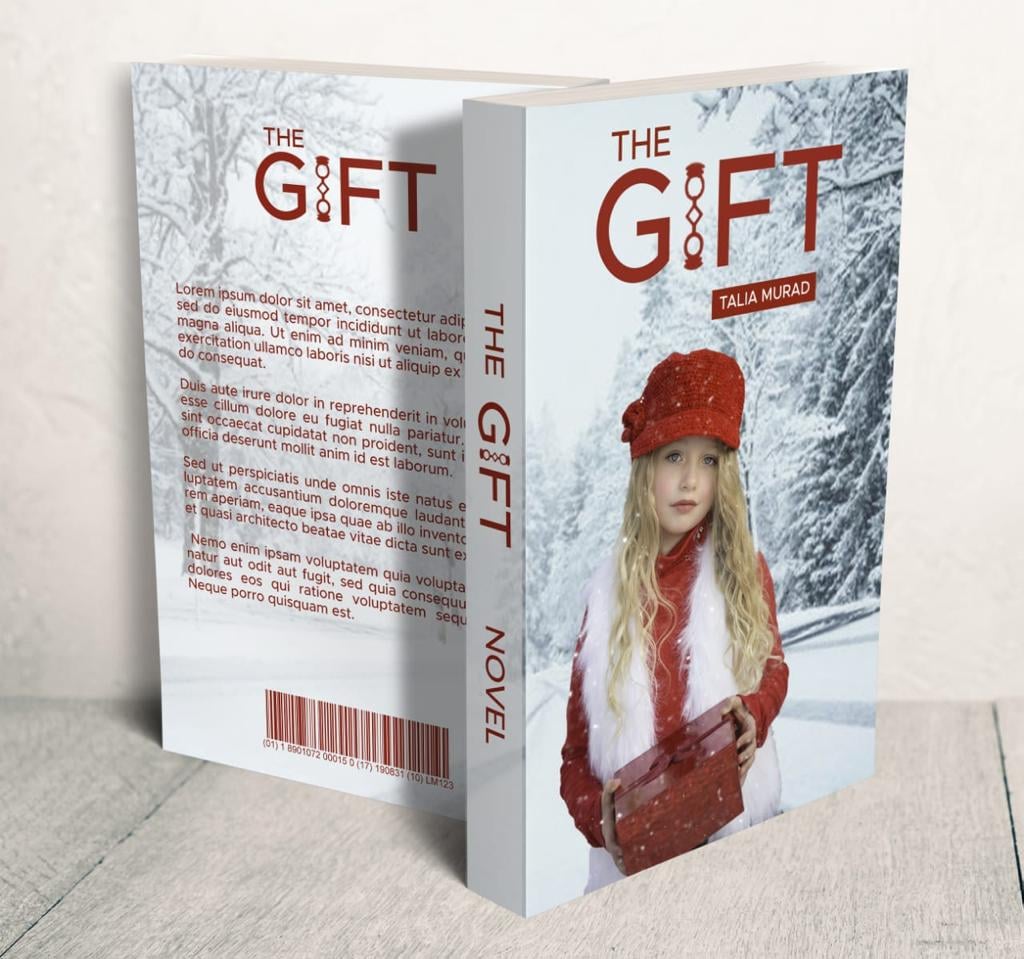 THE
GIFT
Lorem ipsum dolor sit amet, consectetur adip
sed do eiusmod tempor incididunt ut labore
magna aliqua. Ut enim ad minim veniam, qu
exercitation ullamco laboris nisi ut aliquip ex
do consequat.
Duis aute irure dolor in reprehenderit in volu
esse cillum dolore eu fugiat nulla pariatur.
sint occaecat cupidatat non proident, sunt i
officia deserunt mollit anim id est laborum.
Sed ut perspiciatis unde omnis iste natus e
luptatem accusantium doloremque laudant
rem aperiam, eaque ipsa quae ab illo invento
et quasi architecto beatae vitae dicta sunt ex
Nemo enim ipsam voluptatem quia volupta
natur aut odit aut fugit, sed quia consequu
dolores eos qui ratione voluptatem sequ
Neque porro quisquam est.
(01) 1 8901072 00015 0 (17) 190831 (10) LM123
THE GIFT NOVEL
THE
GIFT
TALIA MURAD